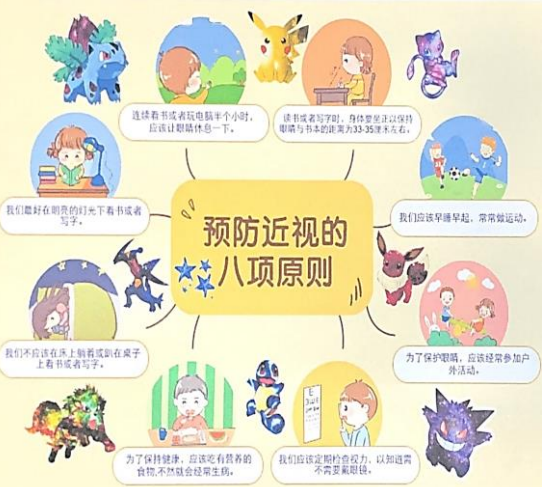 预防近视的
八项原则
连续看书或者玩电脑半个小时,
应该让眼睛休息一下。
读书或者写字时,身体要坐正以保持
眼睛与书本的距离为33-35厘米左右。
我们最好在明亮的灯光下看书或者
写字。
我们应该早睡早起,常常做运动。
我们不应该在床上躺着或趴在桌子
上看书或者写字。
为了保护眼睛,应该经常参加户
外活动。
为了保持健康,应该吃有营养的
食物,不然就会经常生病。
我们应该定期检查视力,以知道需
不需要戴眼镜。